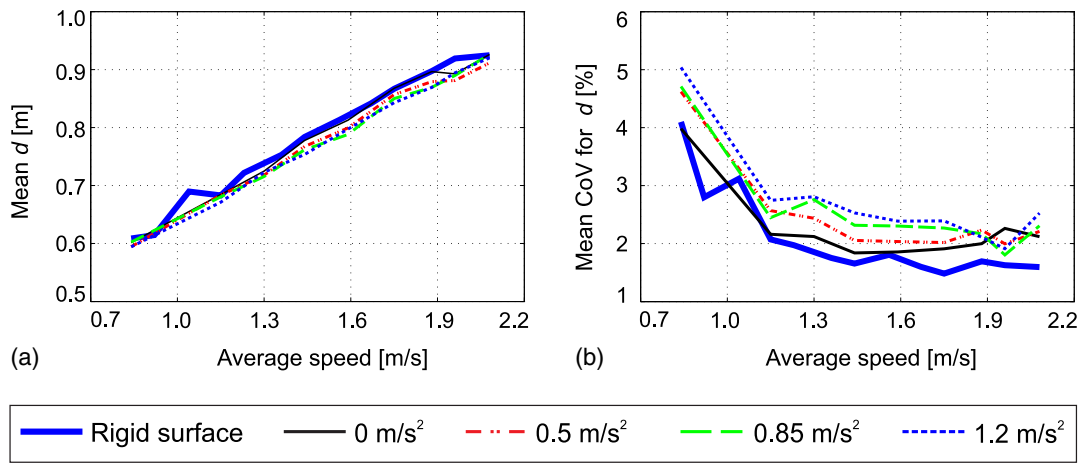 1.0
0.9
0.8
0.7
0.6
0.5
Mean d [m]
0.7 1.0 1.3 1.6 1.9 2.2
(a) Average speed [m/s]
6
5
4
3
2
1
Mean CoV for d [%]
0.7 1.0 1.3 1.6 1.9 2.2
(b) Average speed [m/s]
Rigid surface 0 m/s² 0.5 m/s² 0.85 m/s² 1.2 m/s²